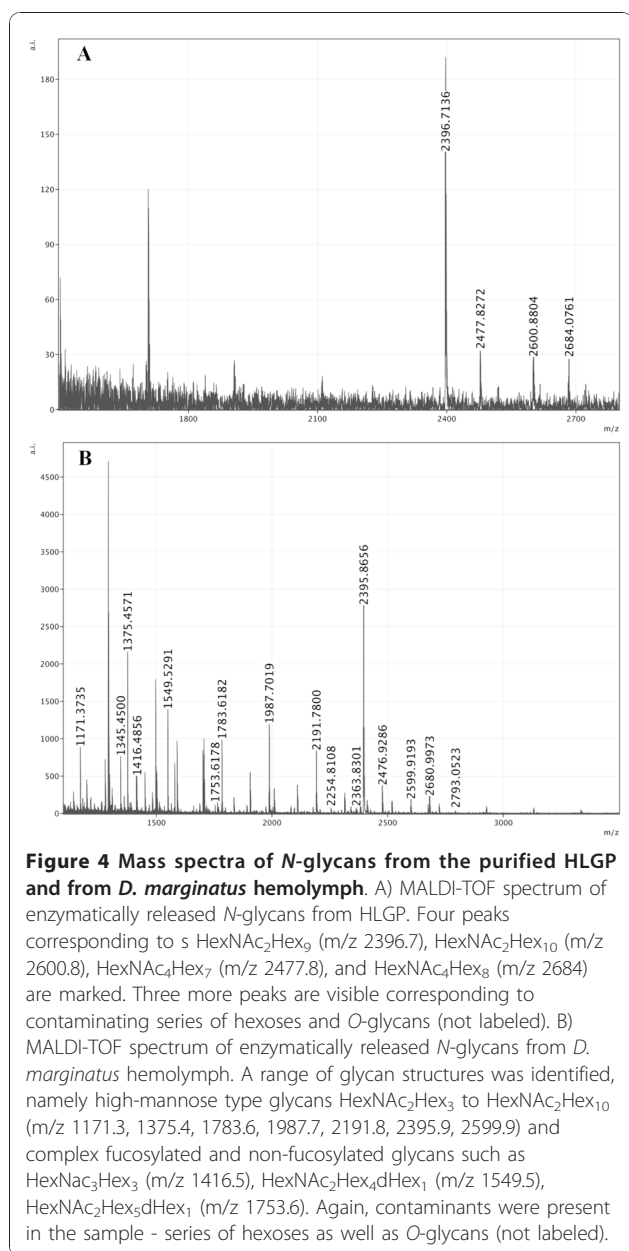 a.i.
A
180
150
120
90
60
30
0
2396.7136
2477.8272
2600.8804
2684.0761
1800
2100
2400
2700
m/z
a.i.
B
4500
4000
3500
3000
2500
2000
1500
1000
500
0
1171.3735
1345.4500
1375.4571
1416.4856
1549.5291
1753.6178
1783.6182
1987.7019
2191.7800
2254.8108
2363.8301
2395.8656
2476.9286
2599.9193
2680.9973
2793.0523
1500
2000
2500
3000
m/z
Figure 4 Mass spectra of N-glycans from the purified HLGP
and from D. marginatus hemolymph. A) MALDI-TOF spectrum of
enzymatically released N-glycans from HLGP. Four peaks
corresponding to s HexNAc₂Hex₉ (m/z 2396.7), HexNAc₂Hex₁₀ (m/z
2600.8), HexNAc₄Hex₇ (m/z 2477.8), and HexNAc₄Hex₈ (m/z 2684)
are marked. Three more peaks are visible corresponding to
contaminating series of hexoses and O-glycans (not labeled). B)
MALDI-TOF spectrum of enzymatically released N-glycans from D.
marginatus hemolymph. A range of glycan structures was identified,
namely high-mannose type glycans HexNAc₂Hex₃ to HexNAc₂Hex₁₀
(m/z 1171.3, 1375.4, 1783.6, 1987.7, 2191.8, 2395.9, 2599.9) and
complex fucosylated and non-fucosylated glycans such as
HexNac₃Hex₃ (m/z 1416.5), HexNAc₂Hex₄dHex₁ (m/z 1549.5),
HexNAc₂Hex₅dHex₁ (m/z 1753.6). Again, contaminants were present
in the sample - series of hexoses as well as O-glycans (not labeled).